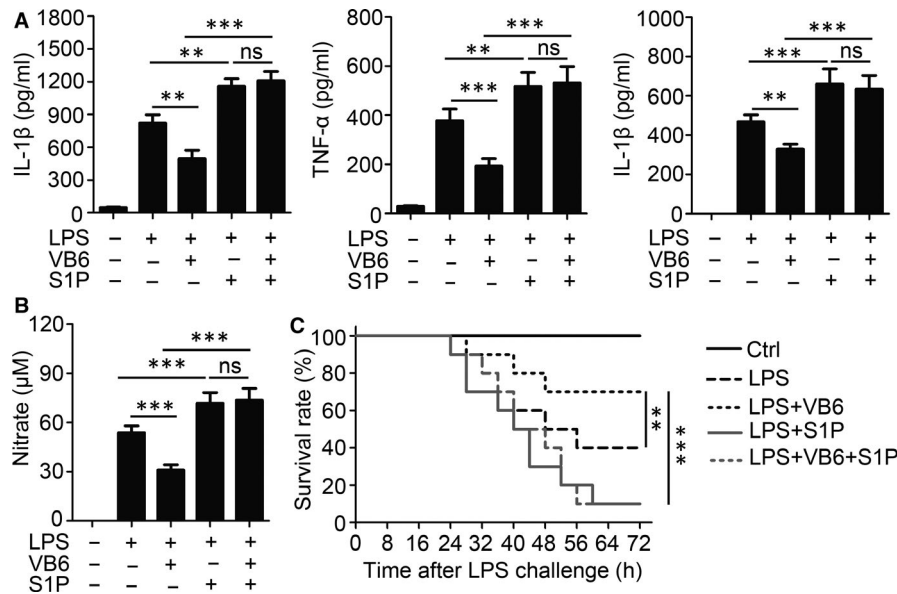 A
IL-1β (pg/ml)
1800
1500
1200
900
600
300
0
***
**
ns
**
LPS – + + + +
VB6 – – + – +
S1P – – – + +
TNF-α (pg/ml)
800
600
400
200
0
***
**
ns
***
LPS – + + + +
VB6 – – + – +
S1P – – – + +
IL-1β (pg/ml)
1000
800
600
400
200
0
***
***
ns
**
LPS – + + + +
VB6 – – + – +
S1P – – – + +
B
Nitrate (μM)
120
90
60
30
0
***
***
ns
***
LPS – + + + +
VB6 – – + – +
S1P – – – + +
C
Survival rate (%)
100
80
60
40
20
0
0 8 16 24 32 40 48 56 64 72
Time after LPS challenge (h)
**
***
Ctrl
LPS
LPS+VB6
LPS+S1P
LPS+VB6+S1P